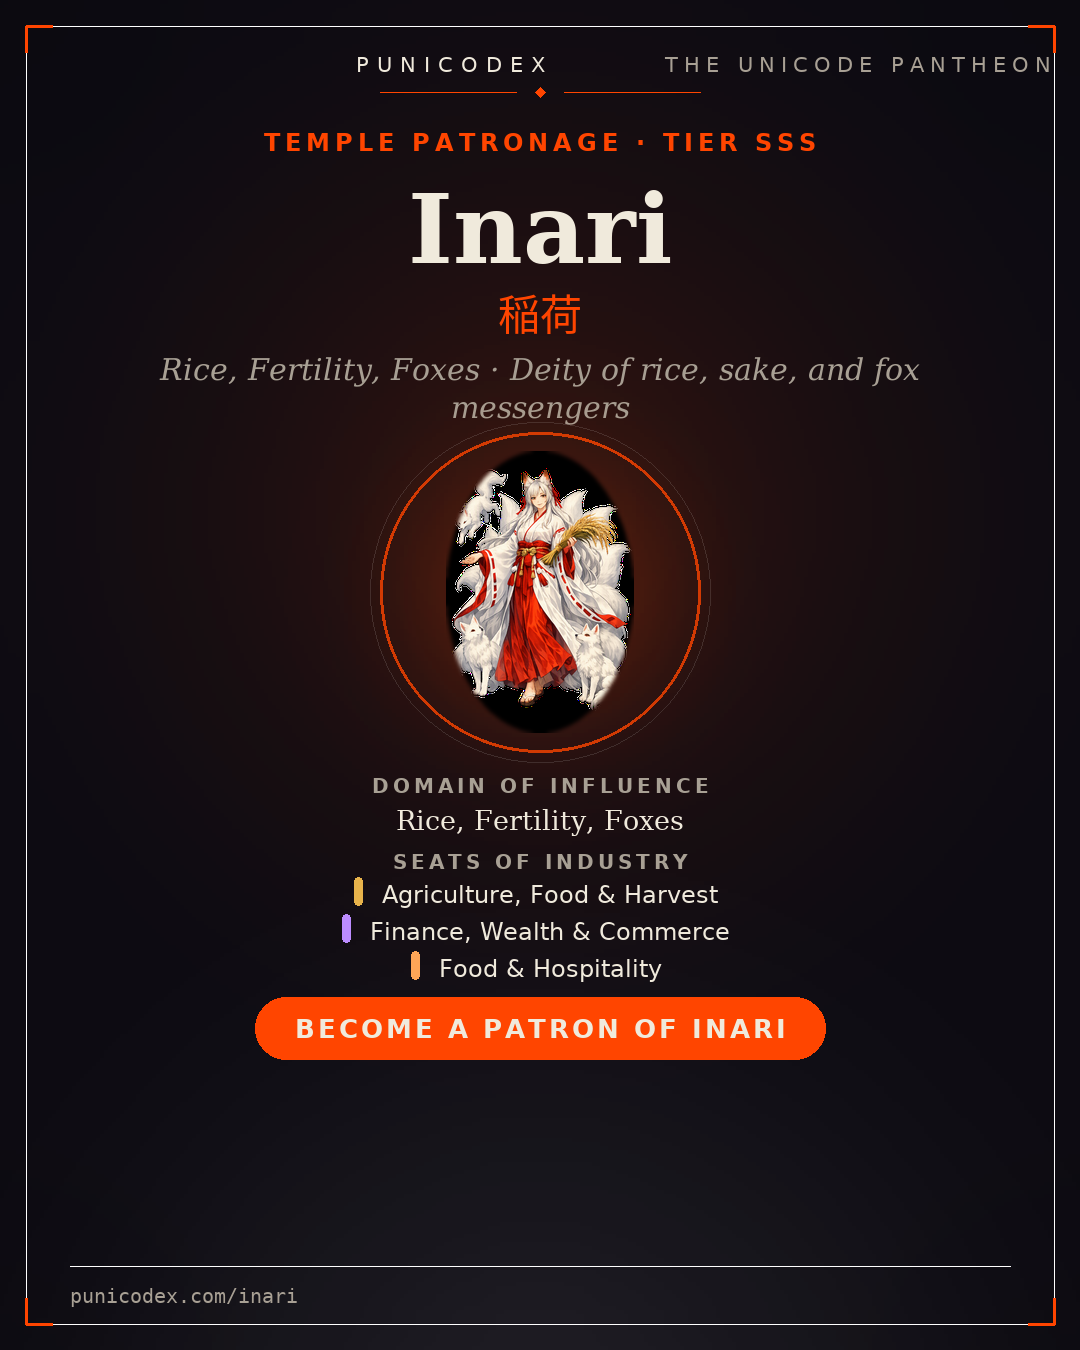 PUNICODEX THE UNICODE PANTHEON
TEMPLE PATRONAGE · TIER SSS
Inari
稲荷
Rice, Fertility, Foxes · Deity of rice, sake, and fox
messengers
DOMAIN OF INFLUENCE
Rice, Fertility, Foxes
SEATS OF INDUSTRY
Agriculture, Food & Harvest
Finance, Wealth & Commerce
Food & Hospitality
BECOME A PATRON OF INARI
punicodex.com/inari